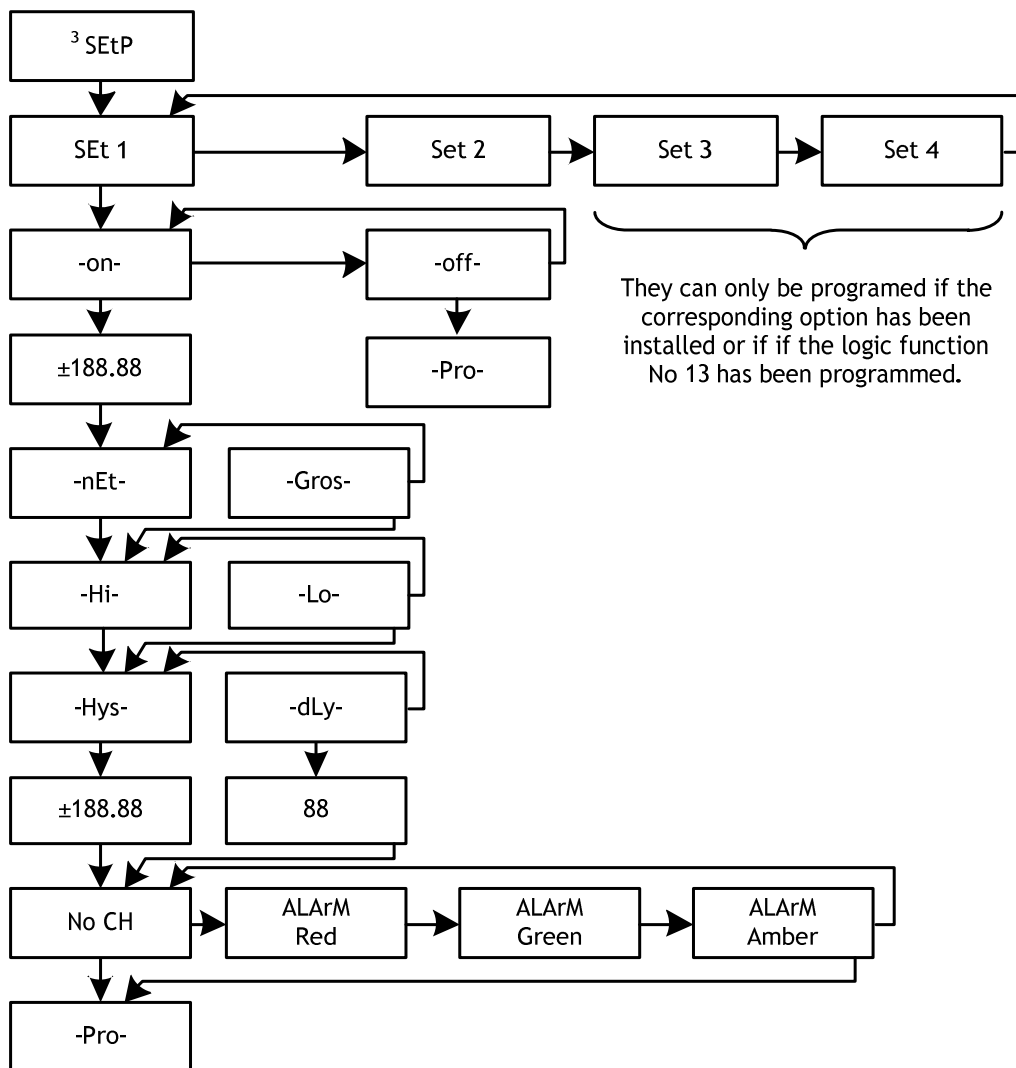 3 SEtP
SEt 1
Set 2
Set 3
Set 4
-on-
-off-
They can only be programed if the
corresponding option has been
installed or if if the logic function
No 13 has been programmed.
±188.88
-Pro-
-nEt-
-Gros-
-Hi-
-Lo-
-Hys-
-dLy-
±188.88
88
No CH
ALArM
Red
ALArM
Green
ALArM
Amber
-Pro-